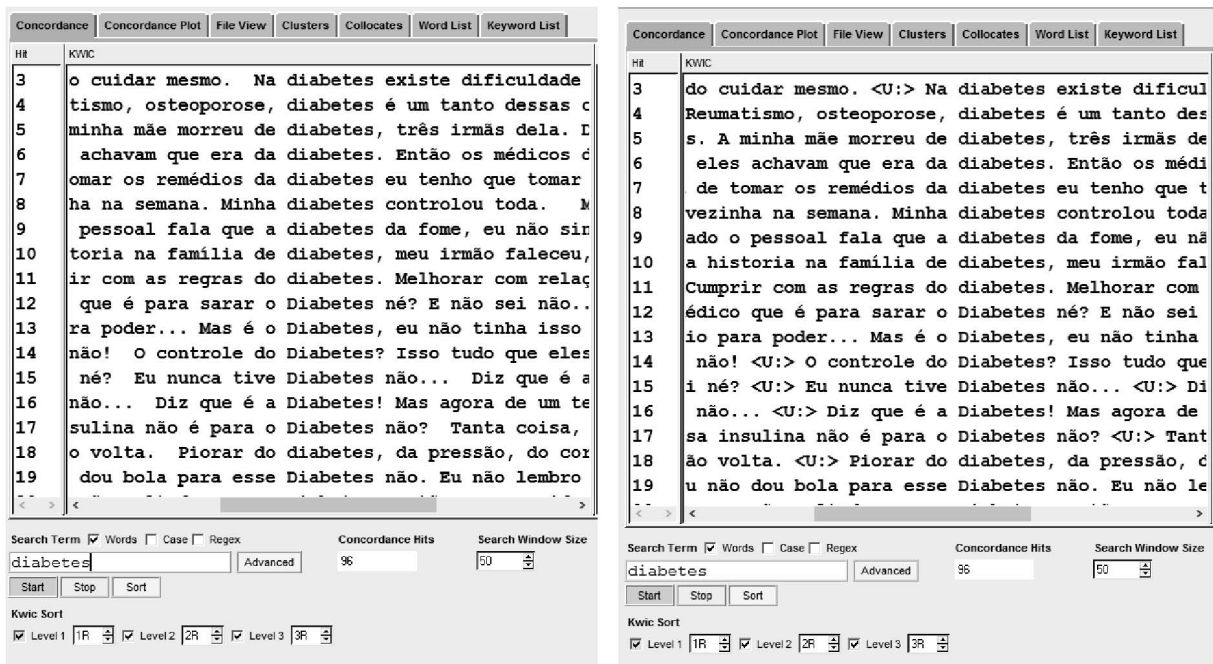 Concordance Concordance Plot File View Clusters Collocates Word List Keyword List
Hit KWIC
3 o cuidar mesmo. Na diabetes existe dificuldade
4 tismo, osteoporose, diabetes é um tanto dessas c
5 minha mãe morreu de diabetes, três irmãs dela. D
6 achavam que era da diabetes. Então os médicos d
7 omar os remédios da diabetes eu tenho que tomar
8 ha na semana. Minha diabetes controlou toda. M
9 pessoal fala que a diabetes da fome, eu não sin
10 toria na família de diabetes, meu irmão faleceu,
11 ir com as regras do diabetes. Melhorar com relaç
12 que é para sarar o Diabetes né? E não sei não..
13 ra poder... Mas é o Diabetes, eu não tinha isso
14 não! O controle do Diabetes? Isso tudo que eles
15 né? Eu nunca tive Diabetes não... Diz que é a
16 não... Diz que é a Diabetes! Mas agora de um te
17 sulina não é para o Diabetes não? Tanta coisa,
18 o volta. Piorar do diabetes, da pressão, do cor
19 dou bola para esse Diabetes não. Eu não lembro
Search Term Words Case Regex Concordance Hits Search Window Size
diabetes Advanced 96 50
Start Stop Sort
Kwic Sort
Level 1 1R Level 2 2R Level 3 3R
Concordance Concordance Plot File View Clusters Collocates Word List Keyword List
Hit KWIC
3 do cuidar mesmo. <U:> Na diabetes existe dificul
4 Reumatismo, osteoporose, diabetes é um tanto des
5 s. A minha mãe morreu de diabetes, três irmãs de
6 eles achavam que era da diabetes. Então os médi
7 de tomar os remédios da diabetes eu tenho que t
8 vezinha na semana. Minha diabetes controlou toda
9 ado o pessoal fala que a diabetes da fome, eu nã
10 a historia na família de diabetes, meu irmão fal
11 Cumprir com as regras do diabetes. Melhorar com
12 édico que é para sarar o Diabetes né? E não sei
13 io para poder... Mas é o Diabetes, eu não tinha
14 não! <U:> O controle do Diabetes? Isso tudo que
15 i né? <U:> Eu nunca tive Diabetes não... <U:> Di
16 não... <U:> Diz que é a Diabetes! Mas agora de
17 sa insulina não é para o Diabetes não? <U:> Tant
18 ão volta. <U:> Piorar do diabetes, da pressão, d
19 u não dou bola para esse Diabetes não. Eu não le
Search Term Words Case Regex Concordance Hits Search Window Size
diabetes Advanced 96 50
Start Stop Sort
Kwic Sort
Level 1 1R Level 2 2R Level 3 3R